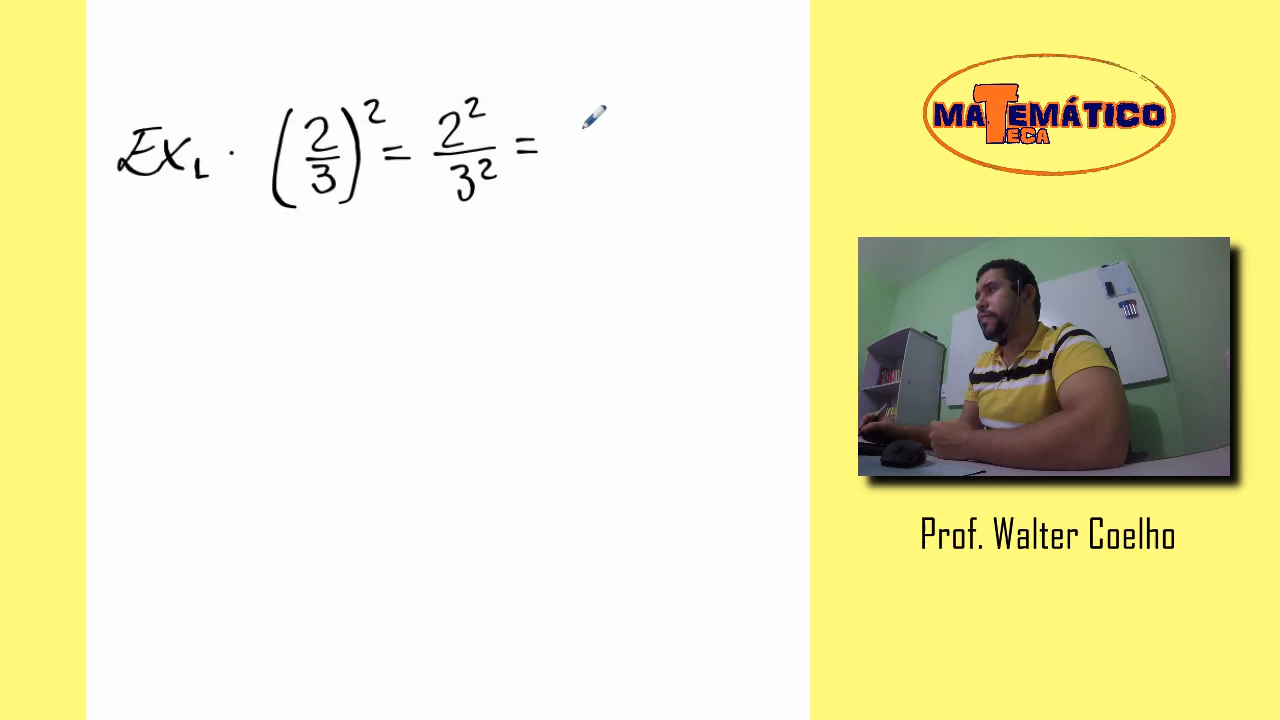 Ex₁ · (2/3)² = 2²/3² =
MATEMÁTICO
TECA
Prof. Walter Coelho